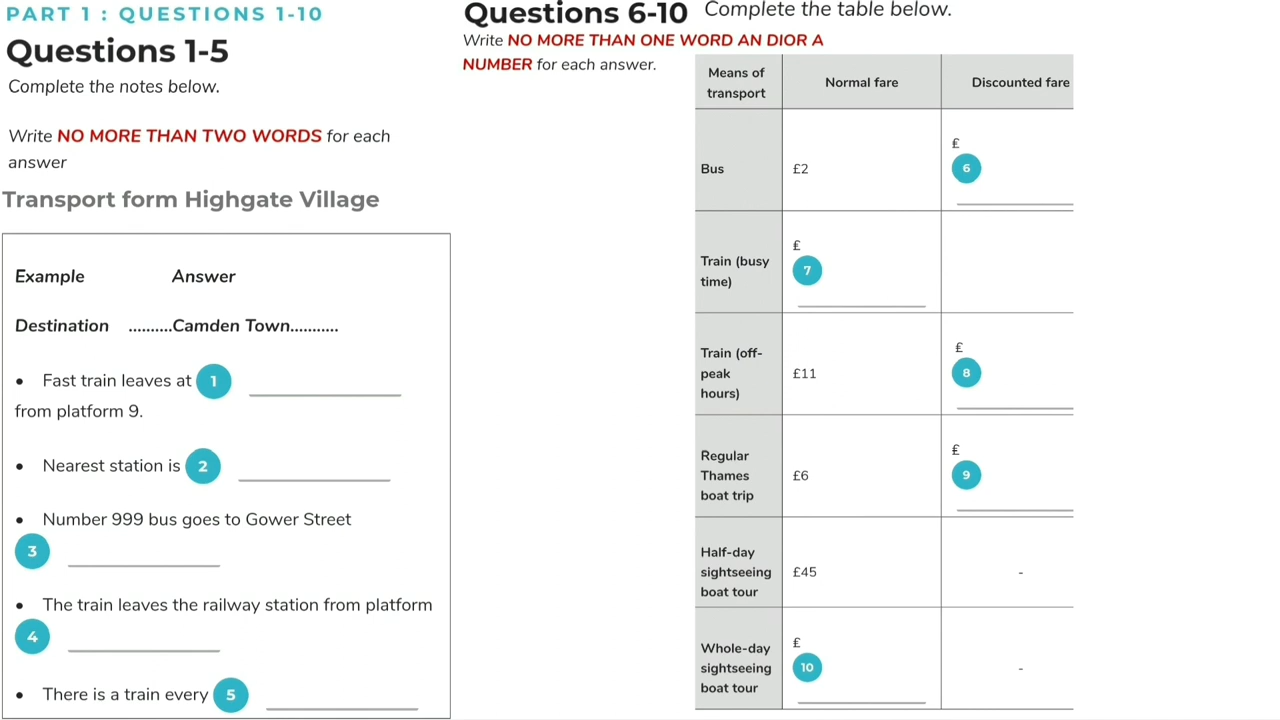 PART 1 : QUESTIONS 1-10
Questions 1-5
Complete the notes below.
Write NO MORE THAN TWO WORDS for each
answer
Transport form Highgate Village
Example Answer
Destination ..........Camden Town...........
• Fast train leaves at 1
from platform 9.
• Nearest station is 2
• Number 999 bus goes to Gower Street
3
• The train leaves the railway station from platform
4
• There is a train every 5
Questions 6-10 Complete the table below.
Write NO MORE THAN ONE WORD AN DIOR A
NUMBER for each answer.
Means of
transport
Normal fare
Discounted fare
Bus
£2
£
6
Train (busy
time)
£
7
Train (off-
peak
hours)
£11
£
8
Regular
Thames
boat trip
£6
£
9
Half-day
sightseeing
boat tour
£45
-
Whole-day
sightseeing
boat tour
£
10
-